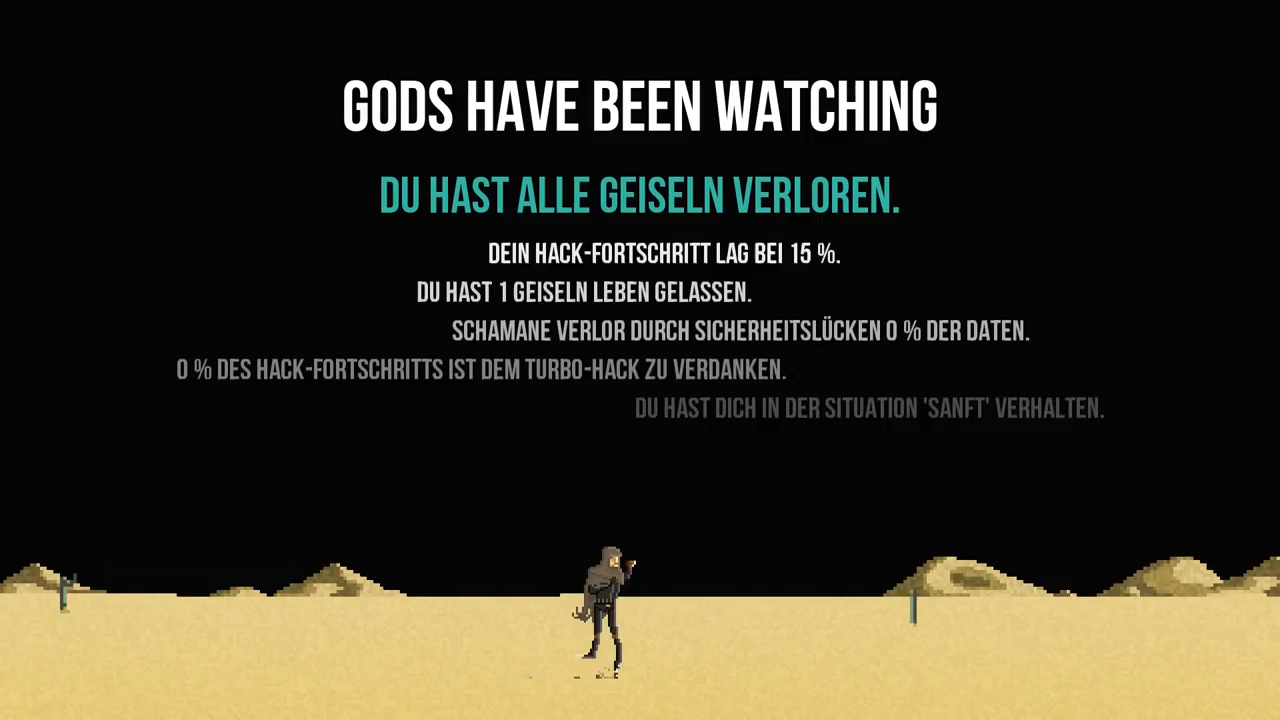 GODS HAVE BEEN WATCHING
DU HAST ALLE GEISELN VERLOREN.
DEIN HACK-FORTSCHRITT LAG BEI 15 %.
DU HAST 1 GEISELN LEBEN GELASSEN.
SCHAMANE VERLOR DURCH SICHERHEITSLÜCKEN 0 % DER DATEN.
0 % DES HACK-FORTSCHRITTS IST DEM TURBO-HACK ZU VERDANKEN.
DU HAST DICH IN DER SITUATION 'SANFT' VERHALTEN.